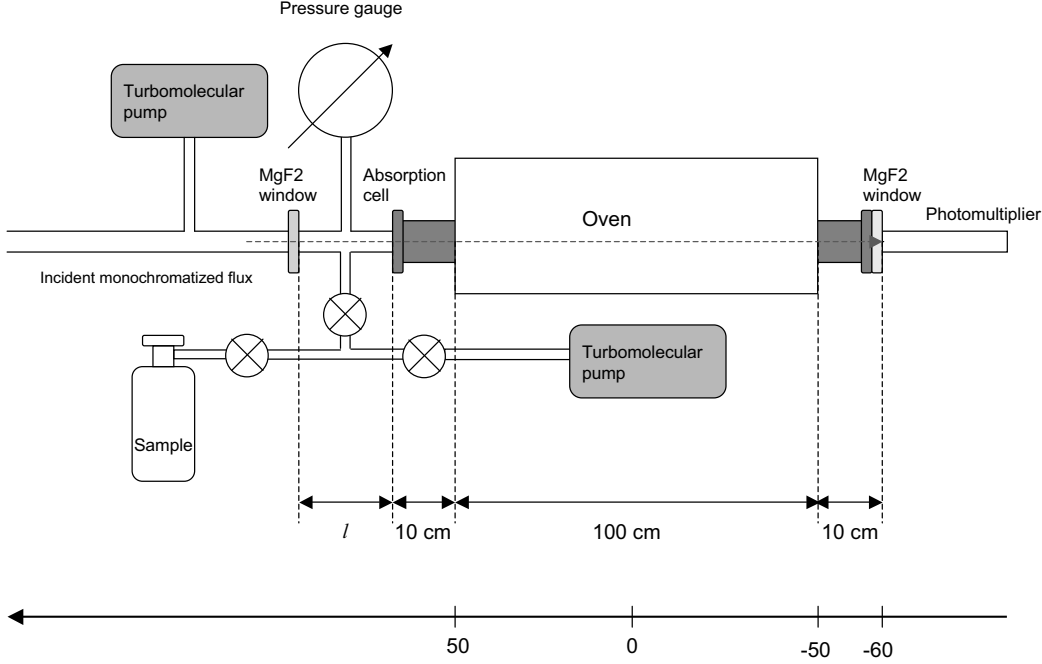 Pressure gauge
Turbomolecular
pump
MgF2
window
Absorption
cell
MgF2
window
Oven
Photomultiplier
Incident monochromatized flux
Turbomolecular
pump
Sample
l
10 cm
100 cm
10 cm
50
0
-50
-60